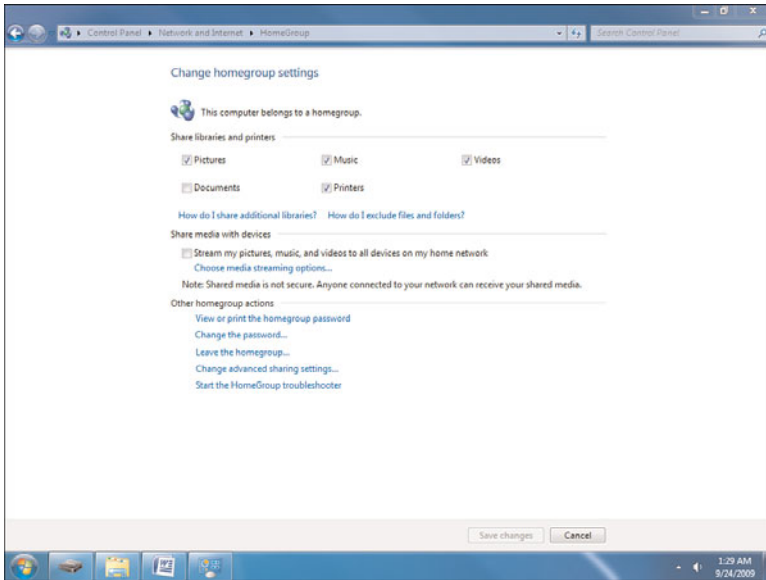 Control Panel Network and Internet HomeGroup Search Control Panel
Change homegroup settings
This computer belongs to a homegroup.
Share libraries and printers
Pictures Music Videos
Documents Printers
How do I share additional libraries? How do I exclude files and folders?
Share media with devices
Stream my pictures, music, and videos to all devices on my home network
Choose media streaming options...
Note: Shared media is not secure. Anyone connected to your network can receive your shared media.
Other homegroup actions
View or print the homegroup password
Change the password...
Leave the homegroup...
Change advanced sharing settings...
Start the HomeGroup troubleshooter
Save changes Cancel
1:29 AM
9/24/2009